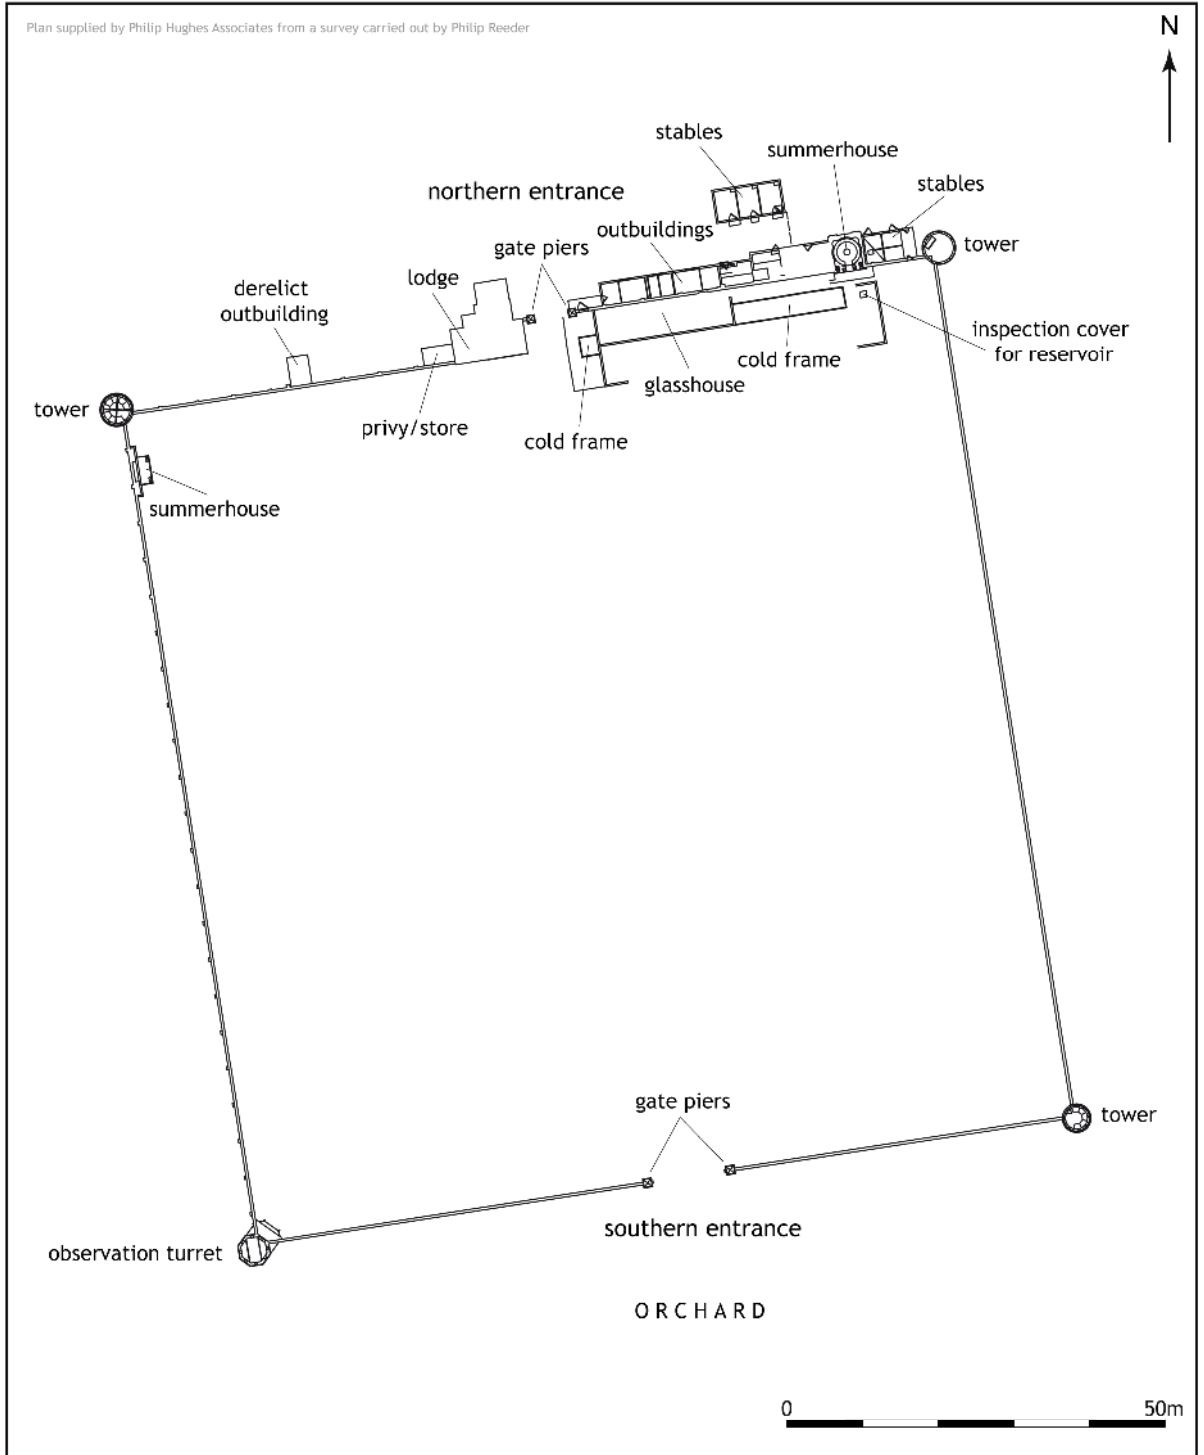 Plan supplied by Philip Hughes Associates from a survey carried out by Philip Reeder
N
stables
summerhouse
northern entrance
stables
outbuildings
gate piers
tower
lodge
derelict
outbuilding
inspection cover
for reservoir
cold frame
glasshouse
tower
privy/store
cold frame
summerhouse
gate piers
tower
southern entrance
observation turret
ORCHARD
0
50m